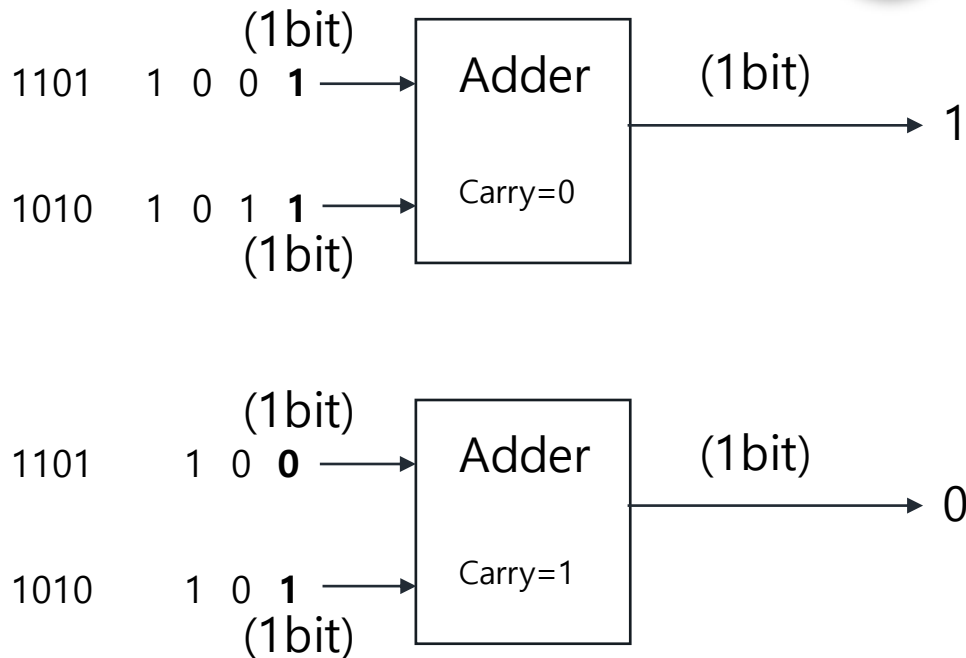 (1bit)
1101 1 0 0 1 Adder (1bit)
1
1010 1 0 1 1 Carry=0
(1bit)
(1bit)
1101 1 0 0 Adder (1bit)
0
1010 1 0 1 Carry=1
(1bit)